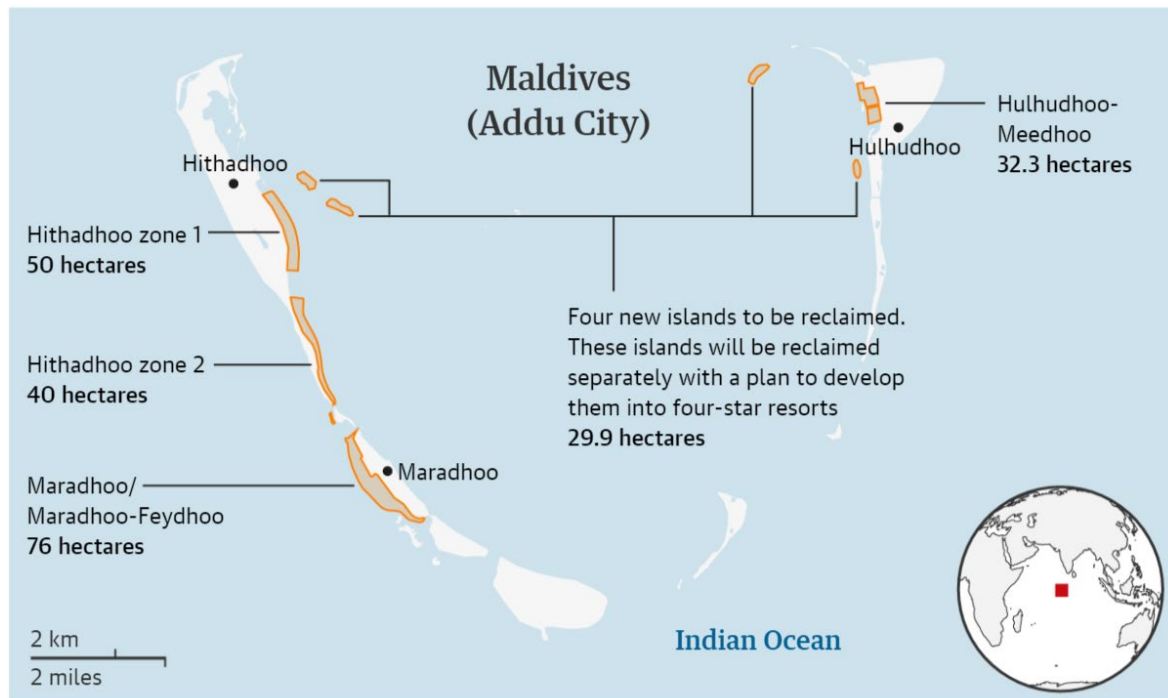 Maldives
(Addu City)
Hithadhoo
Hulhudhoo-
Meedhoo
32.3 hectares
Hulhudhoo
Hithadhoo zone 1
50 hectares
Four new islands to be reclaimed.
These islands will be reclaimed
separately with a plan to develop
them into four-star resorts
29.9 hectares
Hithadhoo zone 2
40 hectares
Maradhoo
Maradhoo/
Maradhoo-Feydhoo
76 hectares
Indian Ocean
2 km
2 miles